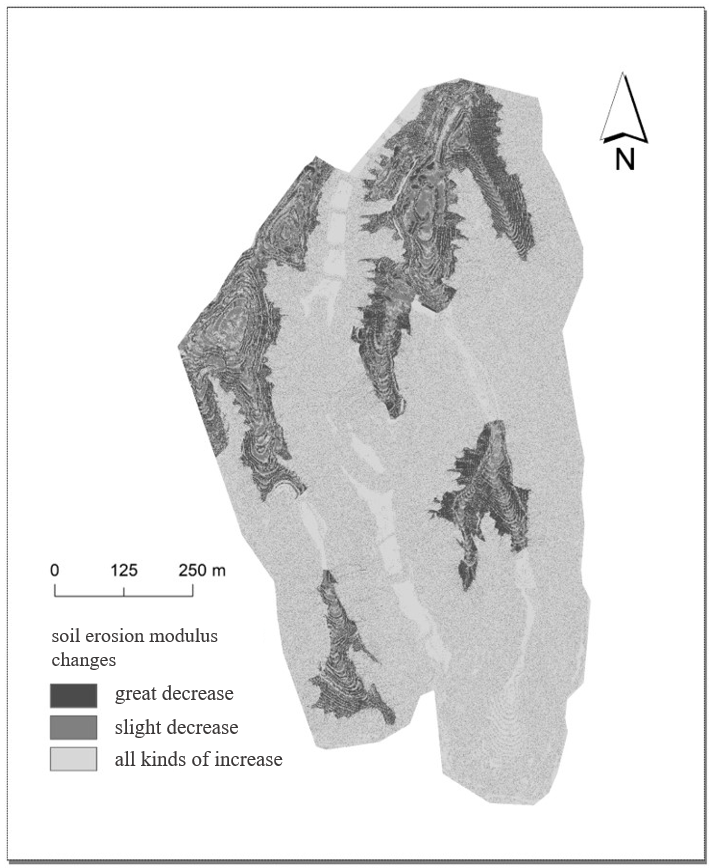 N
0 125 250 m
soil erosion modulus
changes
great decrease
slight decrease
all kinds of increase